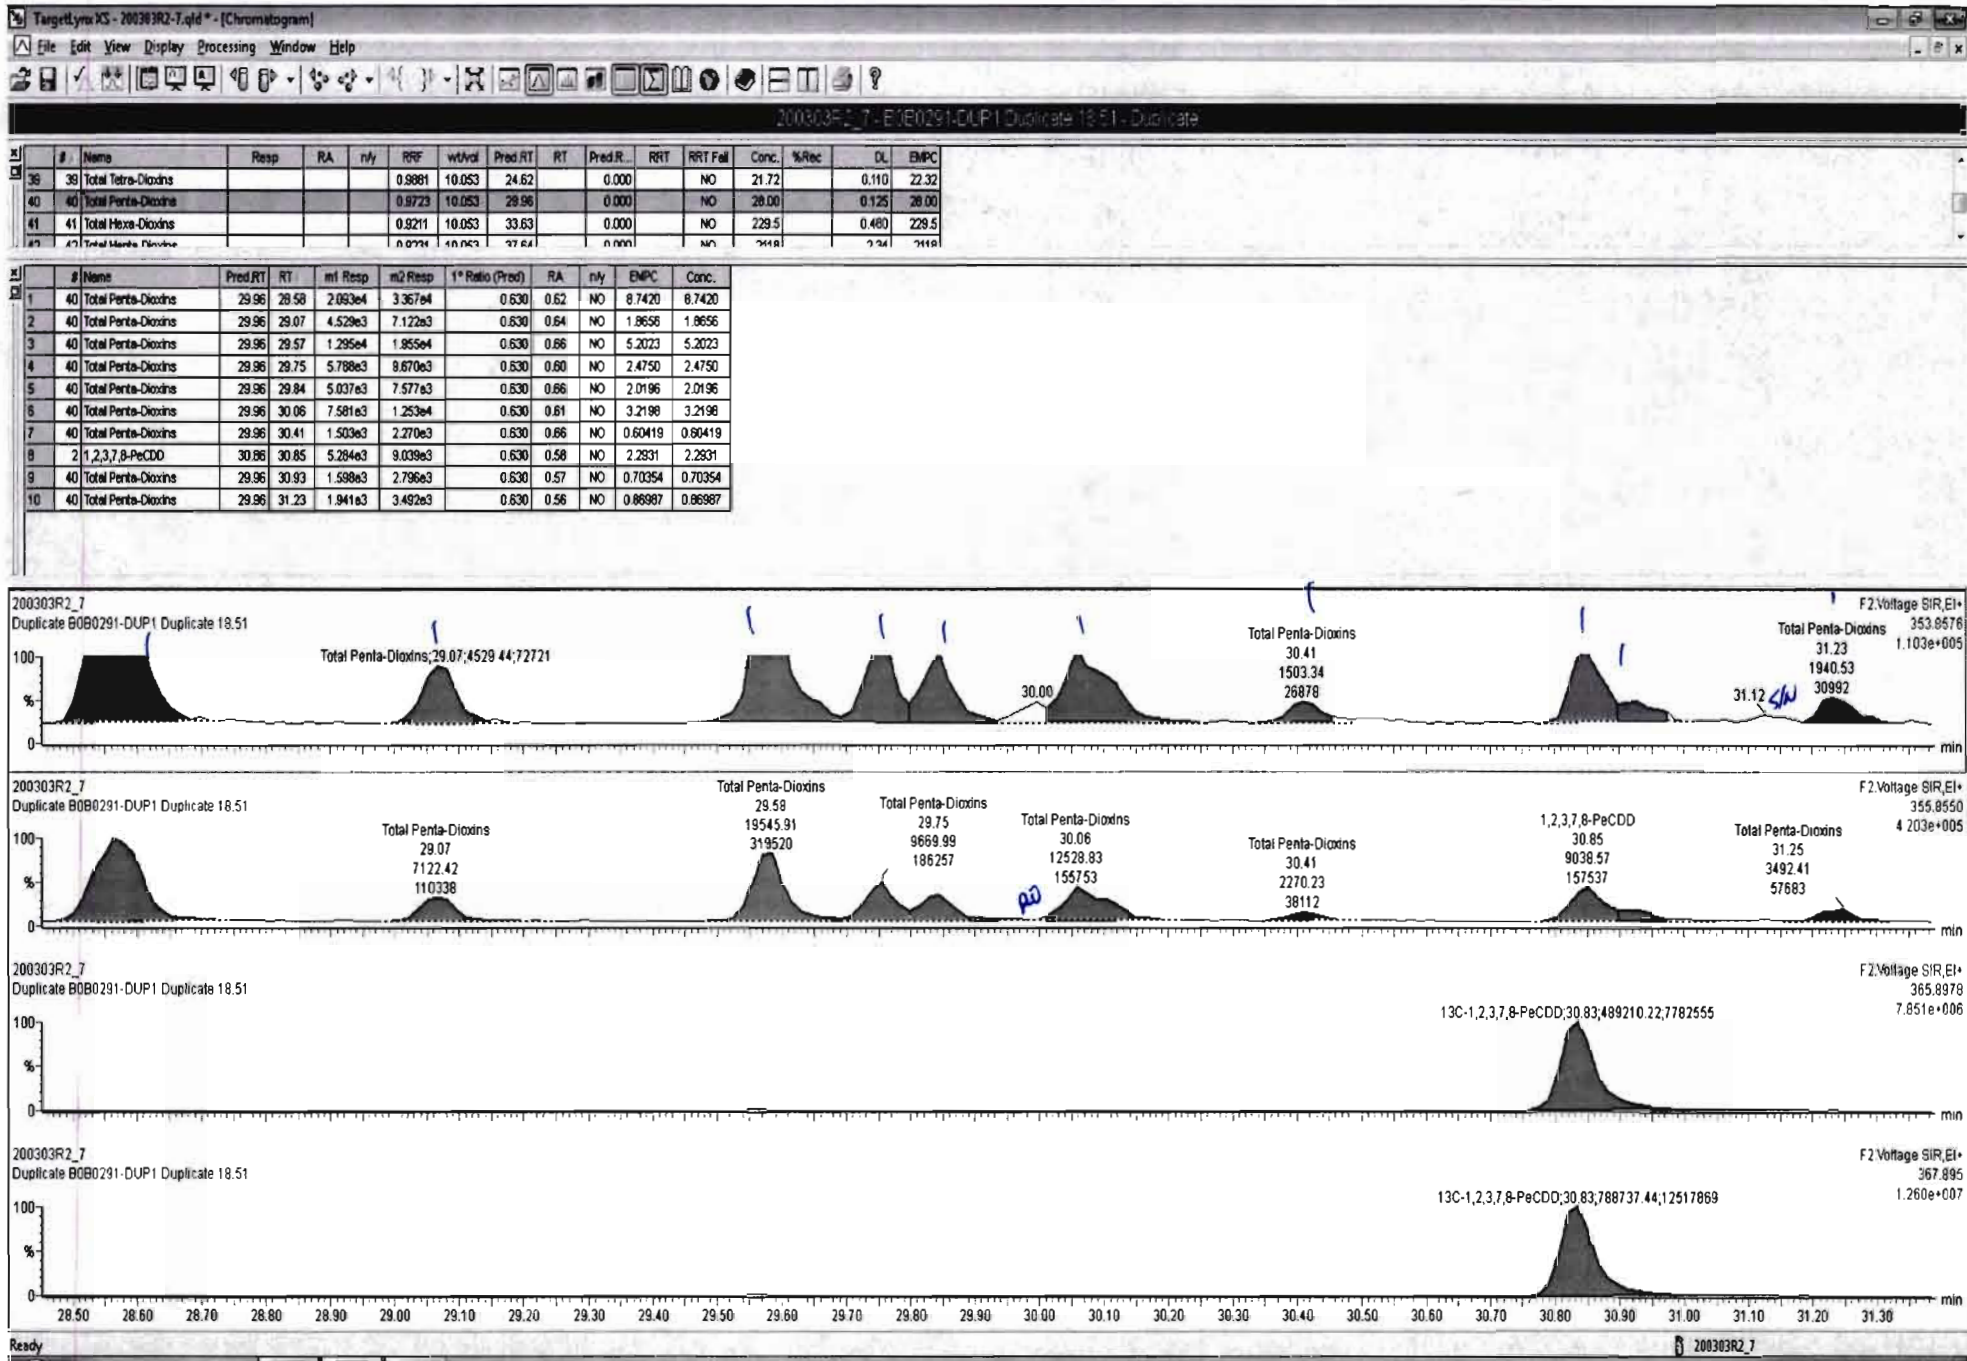 TargetLynx XS - 200303R2-7.qld * - [Chromatogram]
File Edit View Display Processing Window Help
200303R2_7 - B0B0291-DUP1 Duplicate 18.51 - Duplicate
# Name Resp RA n/y RRF wt/vol Pred.RT RT Pred.R... RRT RRT Fail Conc. %Rec DL EMPC
39 39 Total Tetra-Dioxins 0.9881 10.053 24.62 0.000 NO 21.72 0.110 22.32
40 40 Total Penta-Dioxins 0.9723 10.053 29.96 0.000 NO 28.00 0.125 28.00
41 41 Total Hexa-Dioxins 0.9211 10.053 33.63 0.000 NO 229.5 0.480 229.5
42 42 Total Hepta-Dioxins 10.053 37.64 0.000 NO 2118 2.34 2118
# Name Pred.RT RT m1 Resp m2 Resp 1° Ratio (Pred) RA n/y EMPC Conc.
1 40 Total Penta-Dioxins 29.96 28.58 2.093e4 3.367e4 0.630 0.62 NO 8.7420 8.7420
2 40 Total Penta-Dioxins 29.96 29.07 4.529e3 7.122e3 0.630 0.64 NO 1.8656 1.8656
3 40 Total Penta-Dioxins 29.96 29.57 1.295e4 1.955e4 0.630 0.66 NO 5.2023 5.2023
4 40 Total Penta-Dioxins 29.96 29.75 5.788e3 9.670e3 0.630 0.60 NO 2.4750 2.4750
5 40 Total Penta-Dioxins 29.96 29.84 5.037e3 7.577e3 0.630 0.66 NO 2.0196 2.0196
6 40 Total Penta-Dioxins 29.96 30.06 7.581e3 1.253e4 0.630 0.61 NO 3.2198 3.2198
7 40 Total Penta-Dioxins 29.96 30.41 1.503e3 2.270e3 0.630 0.66 NO 0.60419 0.60419
8 2 1,2,3,7,8-PeCDD 30.86 30.85 5.284e3 9.039e3 0.630 0.58 NO 2.2931 2.2931
9 40 Total Penta-Dioxins 29.96 30.93 1.598e3 2.796e3 0.630 0.57 NO 0.70354 0.70354
10 40 Total Penta-Dioxins 29.96 31.23 1.941e3 3.492e3 0.630 0.56 NO 0.86987 0.86987
200303R2_7 F2:Voltage SIR,EI+
Duplicate B0B0291-DUP1 Duplicate 18.51 353.8576
1.103e+005
Total Penta-Dioxins;29.07;4529.44;72721
Total Penta-Dioxins
30.41
1503.34
26878
Total Penta-Dioxins
31.23
1940.53
30992
30.00
31.12 S/N
100
%
0
min
200303R2_7 F2:Voltage SIR,EI+
Duplicate B0B0291-DUP1 Duplicate 18.51 355.8550
4.203e+005
Total Penta-Dioxins
29.07
7122.42
110338
Total Penta-Dioxins
29.58
19545.91
319520
Total Penta-Dioxins
29.75
9669.99
186257
Total Penta-Dioxins
30.06
12528.83
155753
Total Penta-Dioxins
30.41
2270.23
38112
1,2,3,7,8-PeCDD
30.85
9038.57
157537
Total Penta-Dioxins
31.25
3492.41
57683
100
%
0
min
200303R2_7 F2:Voltage SIR,EI+
Duplicate B0B0291-DUP1 Duplicate 18.51 365.8978
7.851e+006
13C-1,2,3,7,8-PeCDD;30.83;489210.22;7782555
100
%
0
min
200303R2_7 F2:Voltage SIR,EI+
Duplicate B0B0291-DUP1 Duplicate 18.51 367.895
1.260e+007
13C-1,2,3,7,8-PeCDD;30.83;788737.44;12517869
100
%
0
min
28.50 28.60 28.70 28.80 28.90 29.00 29.10 29.20 29.30 29.40 29.50 29.60 29.70 29.80 29.90 30.00 30.10 30.20 30.30 30.40 30.50 30.60 30.70 30.80 30.90 31.00 31.10 31.20 31.30
Ready 200303R2_7